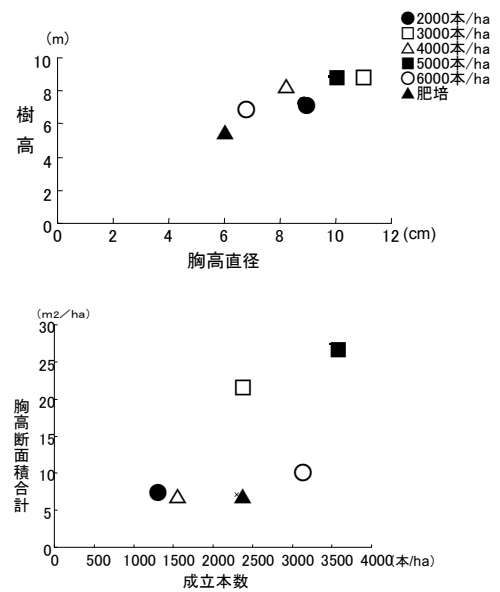 (m)
●2000本/ha
□3000本/ha
△4000本/ha
■5000本/ha
○6000本/ha
▲肥培
10
8
6
4
2
0
樹高
0 2 4 6 8 10 12 (cm)
胸高直径
(m2/ha)
30
25
20
15
10
5
0
胸高断面積合計
0 500 1000 1500 2000 2500 3000 3500 4000(本/ha)
成立本数